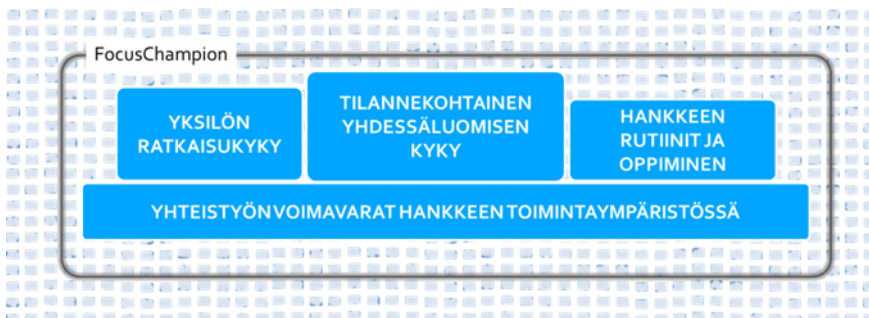 FocusChampion
YKSILÖN
RATKAISUKYKY
TILANNEKOHTAINEN
YHDESSÄLUOMISEN
KYKY
HANKKEEN
RUTIINIT JA
OPPIMINEN
YHTEISTYÖN VOIMAVARAT HANKKEEN TOIMINTAYMPÄRISTÖSSÄ